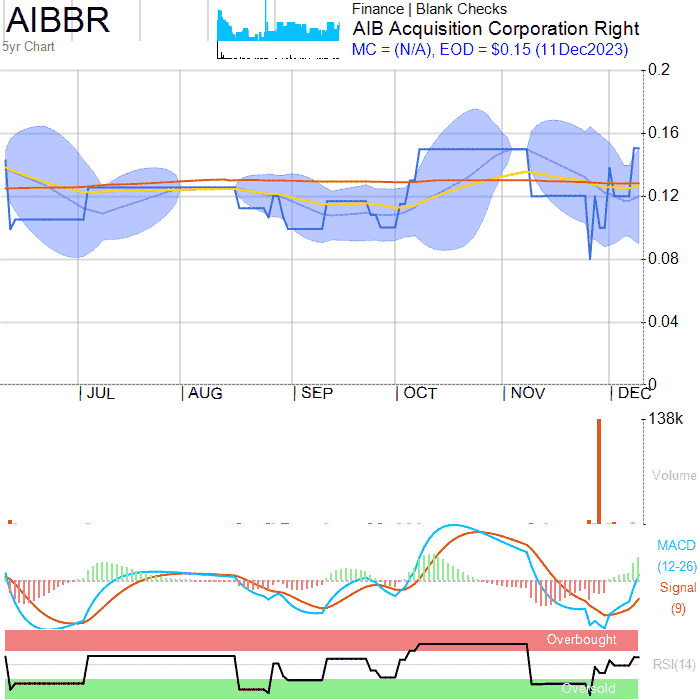 AIBBR
5yr Chart
Finance | Blank Checks
AIB Acquisition Corporation Right
MC = (N/A), EOD = $0.15 (11Dec2023)
0.2
0.16
0.12
0.08
0.04
0
JUL AUG SEP OCT NOV DEC
138k
Volume
MACD
(12-26)
Signal
(9)
Overbought
RSI(14)
Oversold